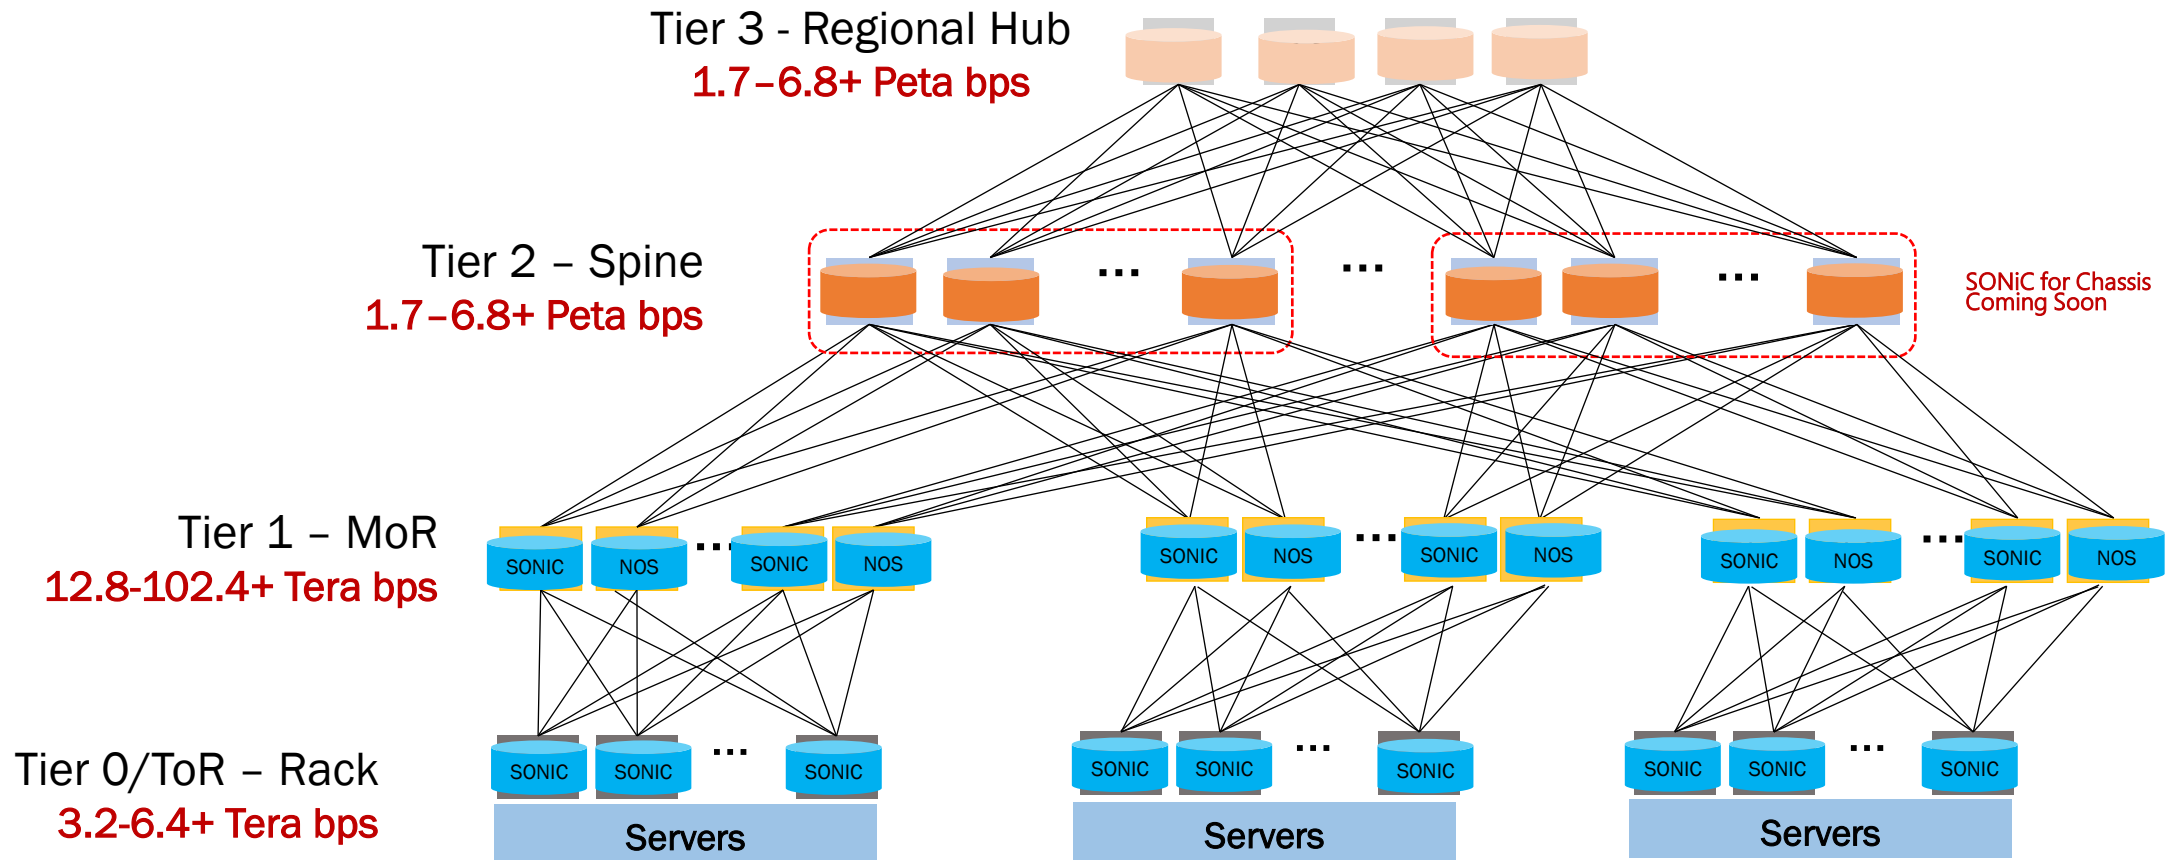 Tier 3 - Regional Hub
1.7–6.8+ Peta bps
Tier 2 – Spine
1.7–6.8+ Peta bps
...
...
...
SONiC for Chassis
Coming Soon
Tier 1 – MoR
12.8-102.4+ Tera bps
SONIC
NOS
...
SONIC
NOS
SONIC
NOS
...
SONIC
NOS
SONIC
NOS
...
SONIC
NOS
Tier 0/ToR – Rack
3.2-6.4+ Tera bps
SONIC
SONIC
...
SONIC
SONIC
SONIC
...
SONIC
SONIC
SONIC
...
SONIC
Servers
Servers
Servers